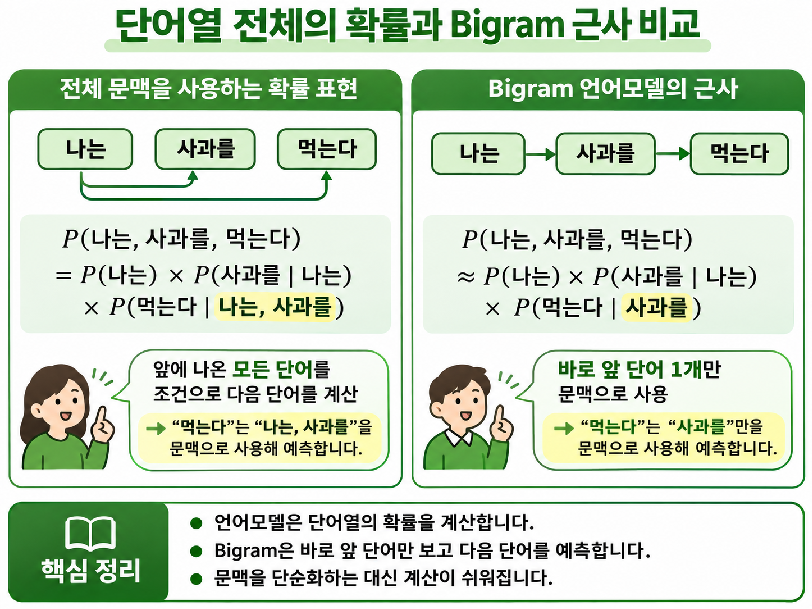 단어열 전체의 확률과 Bigram 근사 비교
전체 문맥을 사용하는 확률 표현
나는 사과를 먹는다
P(나는, 사과를, 먹는다)
= P(나는) × P(사과를 | 나는)
× P(먹는다 | 나는, 사과를)
앞에 나온 모든 단어를
조건으로 다음 단어를 계산
→ “먹는다”는 “나는, 사과를”을
문맥으로 사용해 예측합니다.
Bigram 언어모델의 근사
나는 사과를 먹는다
P(나는, 사과를, 먹는다)
≈ P(나는) × P(사과를 | 나는)
× P(먹는다 | 사과를)
바로 앞 단어 1개만
문맥으로 사용
→ “먹는다”는 “사과를”만을
문맥으로 사용해 예측합니다.
핵심 정리
● 언어모델은 단어열의 확률을 계산합니다.
● Bigram은 바로 앞 단어만 보고 다음 단어를 예측합니다.
● 문맥을 단순화하는 대신 계산이 쉬워집니다.